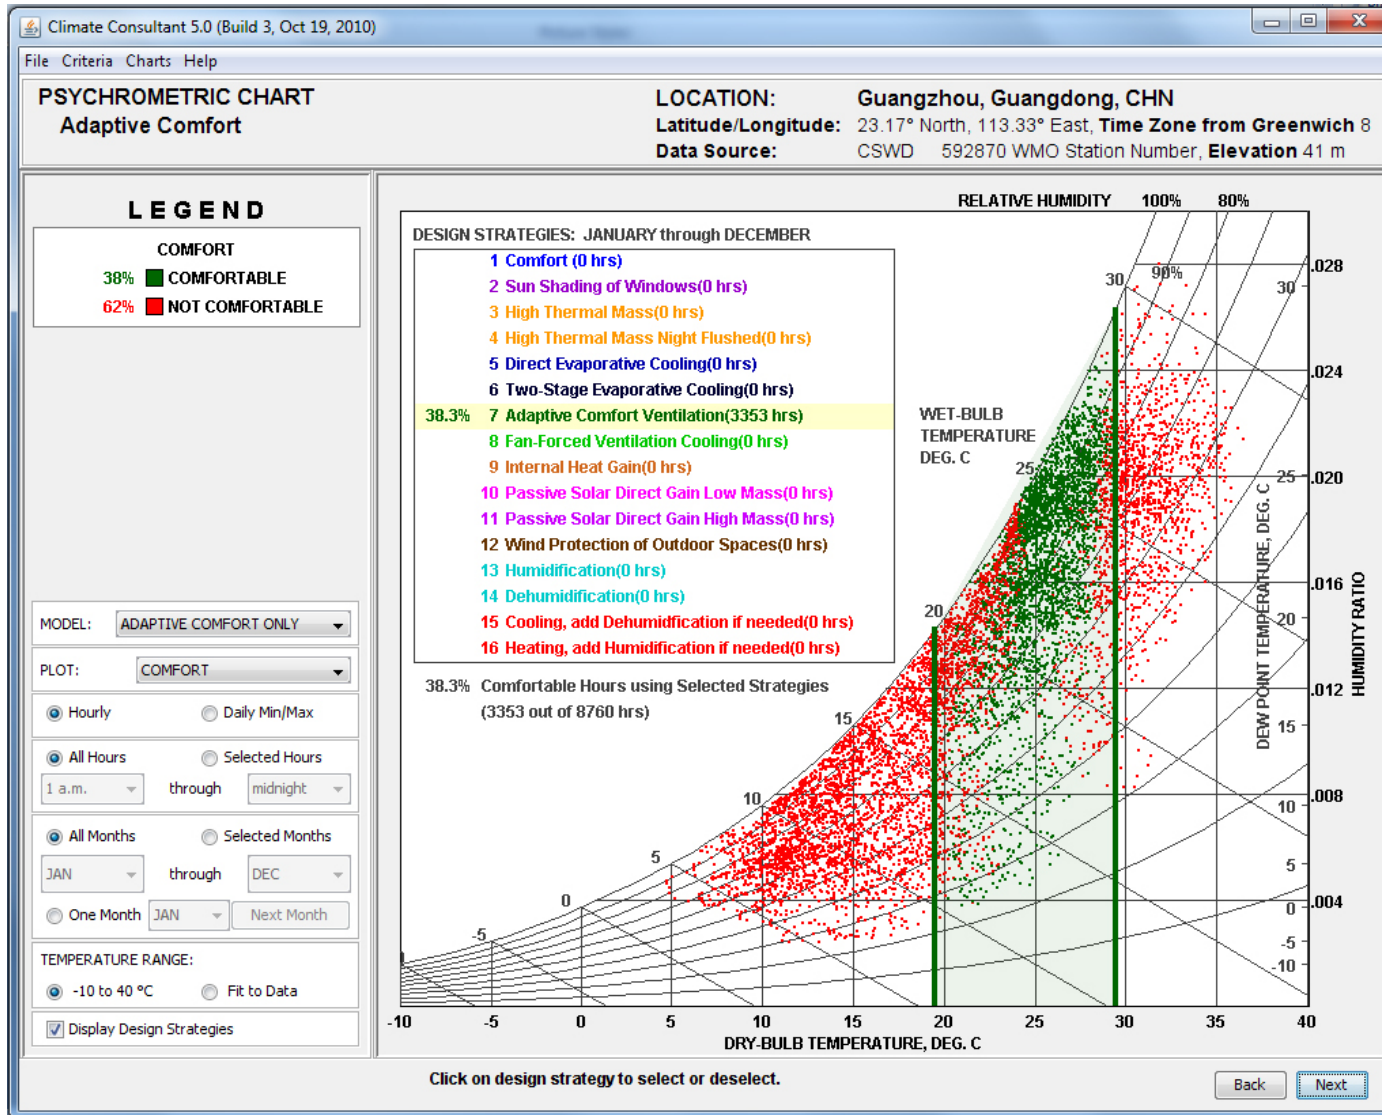 Climate Consultant 5.0 (Build 3, Oct 19, 2010)
File Criteria Charts Help
PSYCHROMETRIC CHART
Adaptive Comfort
LOCATION: Guangzhou, Guangdong, CHN
Latitude/Longitude: 23.17° North, 113.33° East, Time Zone from Greenwich 8
Data Source: CSWD 592870 WMO Station Number, Elevation 41 m
LEGEND
COMFORT
38% COMFORTABLE
62% NOT COMFORTABLE
MODEL: ADAPTIVE COMFORT ONLY
PLOT: COMFORT
Hourly Daily Min/Max
All Hours Selected Hours
1 a.m. through midnight
All Months Selected Months
JAN through DEC
One Month JAN Next Month
TEMPERATURE RANGE:
-10 to 40 °C Fit to Data
Display Design Strategies
RELATIVE HUMIDITY 100% 80%
90%
DESIGN STRATEGIES: JANUARY through DECEMBER
1 Comfort (0 hrs)
2 Sun Shading of Windows(0 hrs)
3 High Thermal Mass(0 hrs)
4 High Thermal Mass Night Flushed(0 hrs)
5 Direct Evaporative Cooling(0 hrs)
6 Two-Stage Evaporative Cooling(0 hrs)
38.3% 7 Adaptive Comfort Ventilation(3353 hrs)
8 Fan-Forced Ventilation Cooling(0 hrs)
9 Internal Heat Gain(0 hrs)
10 Passive Solar Direct Gain Low Mass(0 hrs)
11 Passive Solar Direct Gain High Mass(0 hrs)
12 Wind Protection of Outdoor Spaces(0 hrs)
13 Humidification(0 hrs)
14 Dehumidification(0 hrs)
15 Cooling, add Dehumidfication if needed(0 hrs)
16 Heating, add Humidification if needed(0 hrs)
38.3% Comfortable Hours using Selected Strategies
(3353 out of 8760 hrs)
WET-BULB
TEMPERATURE
DEG. C
-5
0
5
10
15
20
25
30
DEW POINT TEMPERATURE, DEG. C
30
25
20
15
10
5
0
-5
-10
HUMIDITY RATIO
.028
.024
.020
.016
.012
.008
.004
-10 -5 0 5 10 15 20 25 30 35 40
DRY-BULB TEMPERATURE, DEG. C
Click on design strategy to select or deselect.
Back Next